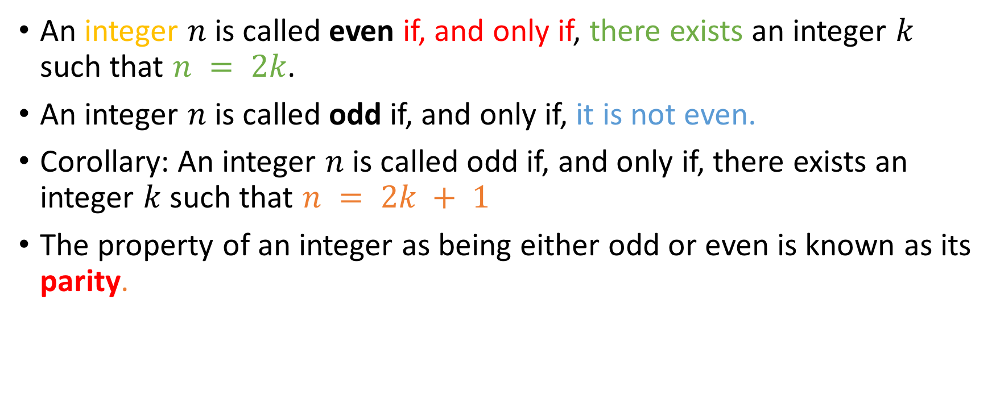 • An integer n is called even if, and only if, there exists an integer k
such that n = 2k.
• An integer n is called odd if, and only if, it is not even.
• Corollary: An integer n is called odd if, and only if, there exists an
integer k such that n = 2k + 1
• The property of an integer as being either odd or even is known as its
parity.